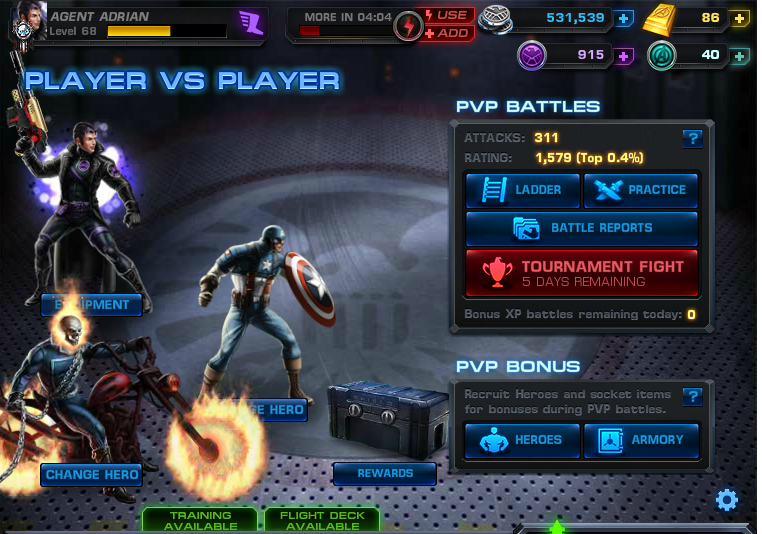 AGENT ADRIAN
Level 68
MORE IN 04:04
USE
ADD
531,539
86
915
40
PLAYER VS PLAYER
PVP BATTLES
ATTACKS: 311
?
RATING: 1,579 (Top 0.4%)
LADDER
PRACTICE
BATTLE REPORTS
TOURNAMENT FIGHT
5 DAYS REMAINING
Bonus XP battles remaining today: 0
PVP BONUS
Recruit Heroes and socket items
for bonuses during PVP battles.
?
HEROES
ARMORY
HERO
CHANGE HERO
REWARDS
TRAINING
AVAILABLE
FLIGHT DECK
AVAILABLE